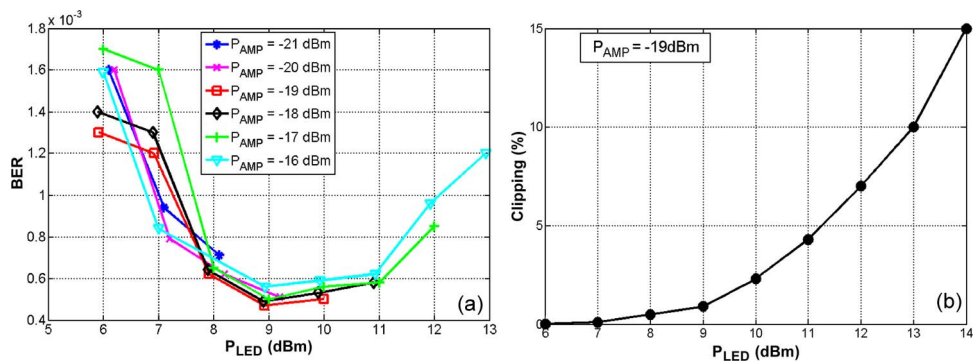 x 10⁻³
1.8
1.6
1.4
1.2
1
0.8
0.6
0.4
BER
5
6
7
8
9
10
11
12
13
P_LED (dBm)
P_AMP = -21 dBm
P_AMP = -20 dBm
P_AMP = -19 dBm
P_AMP = -18 dBm
P_AMP = -17 dBm
P_AMP = -16 dBm
(a)
15
10
5
0
Clipping (%)
6
7
8
9
10
11
12
13
14
P_LED (dBm)
P_AMP = -19dBm
(b)